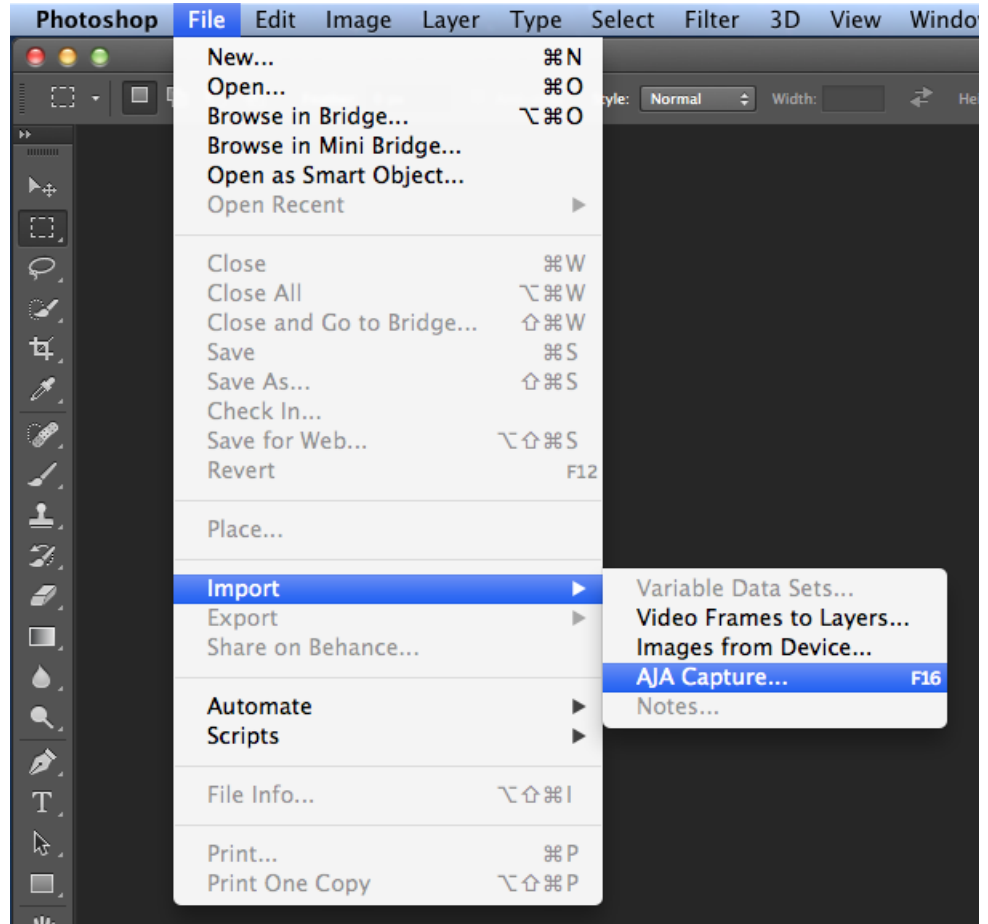 Photoshop File Edit Image Layer Type Select Filter 3D View Windo
New... ⌘N
Open... ⌘O
Style: Normal Width: He
Browse in Bridge... ⌥⌘O
Browse in Mini Bridge...
Open as Smart Object...
Open Recent ▶
Close ⌘W
Close All ⌥⌘W
Close and Go to Bridge... ⇧⌘W
Save ⌘S
Save As... ⇧⌘S
Check In...
Save for Web... ⌥⇧⌘S
Revert F12
Place...
Import ▶
Export ▶
Share on Behance...
Variable Data Sets...
Video Frames to Layers...
Images from Device...
AJA Capture... F16
Notes...
Automate ▶
Scripts ▶
File Info... ⌥⇧⌘I
Print... ⌘P
Print One Copy ⌥⇧⌘P
T